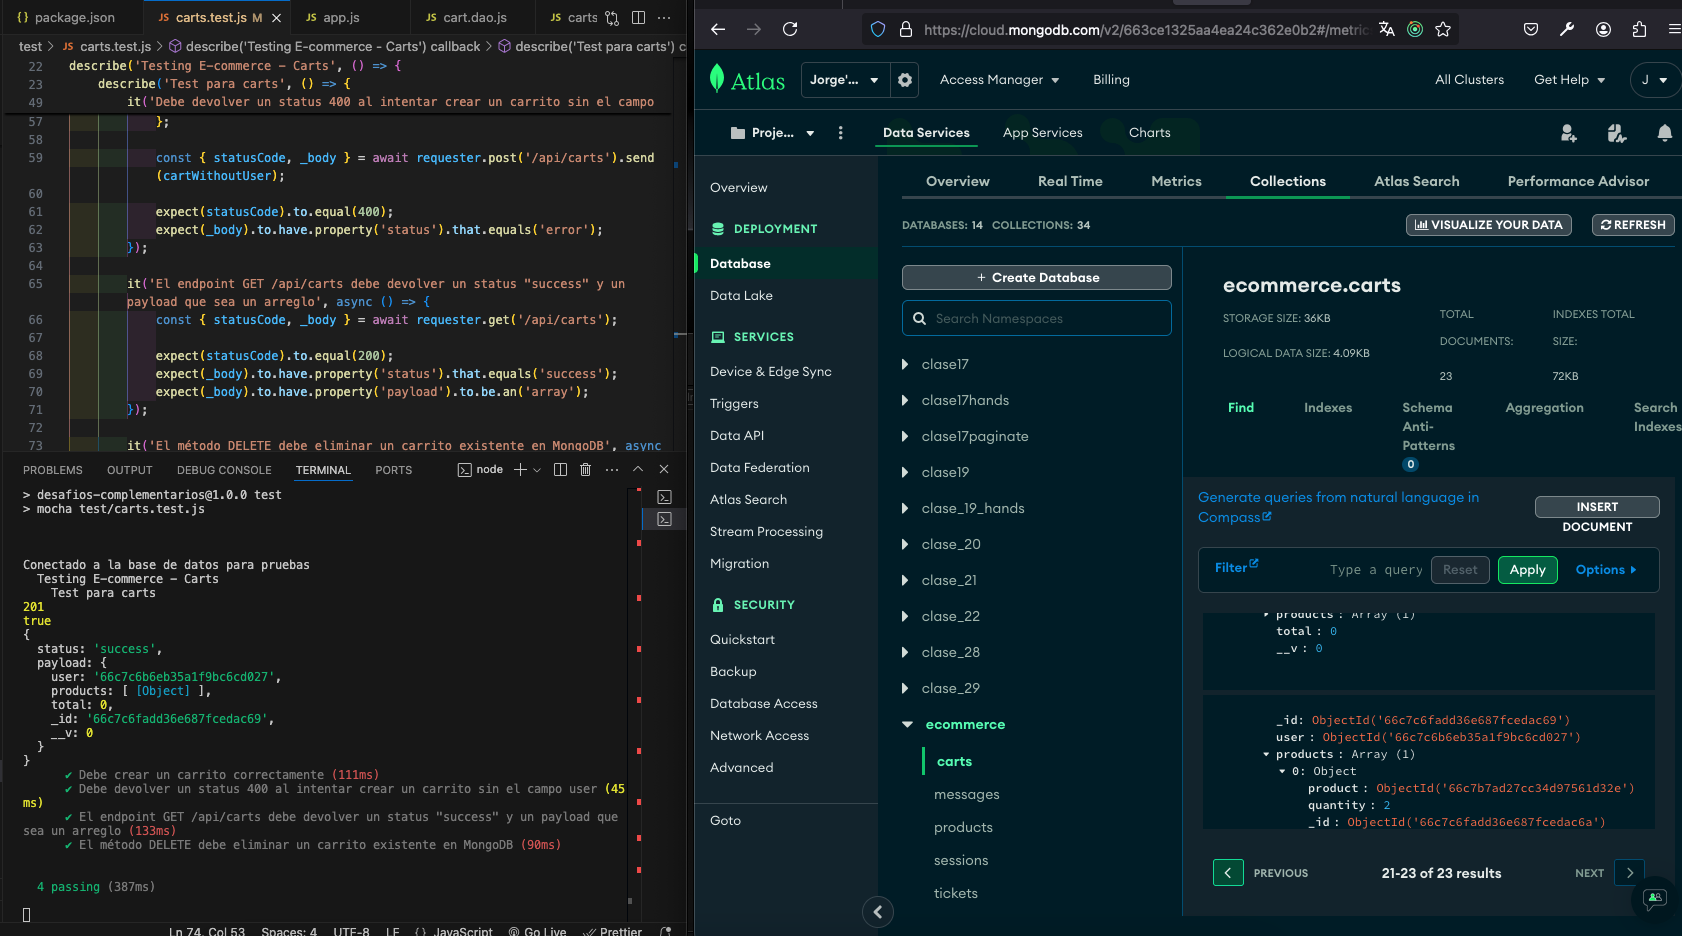 package.json
carts.test.js M
app.js
cart.dao.js
carts
test > carts.test.js > describe('Testing E-commerce - Carts') callback > describe('Test para carts') c
22 describe('Testing E-commerce - Carts', () => {
23 describe('Test para carts', () => {
49 it('Debe devolver un status 400 al intentar crear un carrito sin el campo
57 };
58
59 const { statusCode, _body } = await requester.post('/api/carts').send
(cartWithoutUser);
60
61 expect(statusCode).to.equal(400);
62 expect(_body).to.have.property('status').that.equals('error');
63 });
64
65 it('El endpoint GET /api/carts debe devolver un status "success" y un
payload que sea un arreglo', async () => {
66 const { statusCode, _body } = await requester.get('/api/carts');
67
68 expect(statusCode).to.equal(200);
69 expect(_body).to.have.property('status').that.equals('success');
70 expect(_body).to.have.property('payload').to.be.an('array');
71 });
72
73 it('El método DELETE debe eliminar un carrito existente en MongoDB', async
PROBLEMS OUTPUT DEBUG CONSOLE TERMINAL PORTS
node
> desafios-complementarios@1.0.0 test
> mocha test/carts.test.js
Conectado a la base de datos para pruebas
Testing E-commerce - Carts
Test para carts
201
true
{
status: 'success',
payload: {
user: '66c7c6b6eb35a1f9bc6cd027',
products: [ [Object] ],
total: 0,
_id: '66c7c6fadd36e687fcedac69',
__v: 0
}
}
✔ Debe crear un carrito correctamente (111ms)
✔ Debe devolver un status 400 al intentar crear un carrito sin el campo user (45
ms)
✔ El endpoint GET /api/carts debe devolver un status "success" y un payload que
sea un arreglo (133ms)
✔ El método DELETE debe eliminar un carrito existente en MongoDB (90ms)
4 passing (387ms)
Ln 74, Col 53 Spaces: 4 UTF-8 LF {} JavaScript Go Live Prettier
https://cloud.mongodb.com/v2/663ce1325aa4ea24c362e0b2#/metric
Atlas
Jorge'...
Access Manager
Billing
All Clusters
Get Help
J
Proje...
Data Services
App Services
Charts
Overview
DEPLOYMENT
Database
Data Lake
SERVICES
Device & Edge Sync
Triggers
Data API
Data Federation
Atlas Search
Stream Processing
Migration
SECURITY
Quickstart
Backup
Database Access
Network Access
Advanced
Goto
Overview Real Time Metrics Collections Atlas Search Performance Advisor
DATABASES: 14 COLLECTIONS: 34
VISUALIZE YOUR DATA
REFRESH
+ Create Database
Search Namespaces
clase17
clase17hands
clase17paginate
clase19
clase_19_hands
clase_20
clase_21
clase_22
clase_28
clase_29
ecommerce
carts
messages
products
sessions
tickets
ecommerce.carts
STORAGE SIZE: 36KB
LOGICAL DATA SIZE: 4.09KB
TOTAL
DOCUMENTS:
23
INDEXES TOTAL
SIZE:
72KB
Find
Indexes
Schema
Anti-
Patterns
0
Aggregation
Search
Indexes
Generate queries from natural language in
Compass
INSERT
DOCUMENT
Filter
Type a query
Reset
Apply
Options
products: Array (1)
total: 0
__v: 0
_id: ObjectId('66c7c6fadd36e687fcedac69')
user: ObjectId('66c7c6b6eb35a1f9bc6cd027')
products: Array (1)
0: Object
product: ObjectId('66c7b7ad27cc34d97561d32e')
quantity: 2
_id: ObjectId('66c7c6fadd36e687fcedac6a')
PREVIOUS
21-23 of 23 results
NEXT